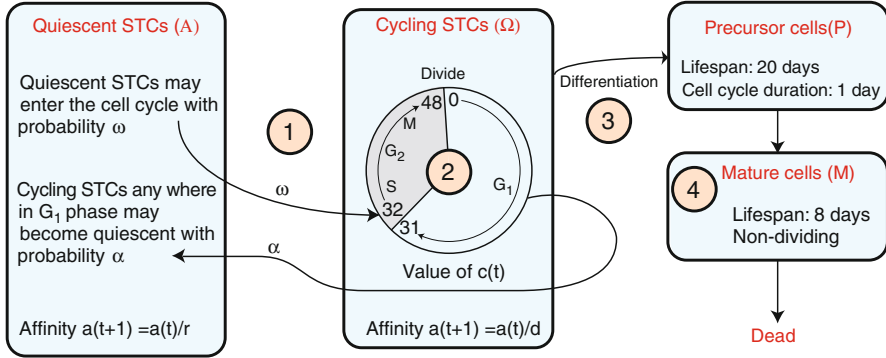 Quiescent STCs (A)
Quiescent STCs may
enter the cell cycle with
probability ω
Cycling STCs any where
in G1 phase may
become quiescent with
probability α
Affinity a(t+1) =a(t)/r
1
ω
α
Cycling STCs (Ω)
Divide
48
0
M
G2
S
32
31
G1
2
Value of c(t)
Affinity a(t+1) =a(t)/d
Differentiation
3
Precursor cells(P)
Lifespan: 20 days
Cell cycle duration: 1 day
4
Mature cells (M)
Lifespan: 8 days
Non-dividing
Dead